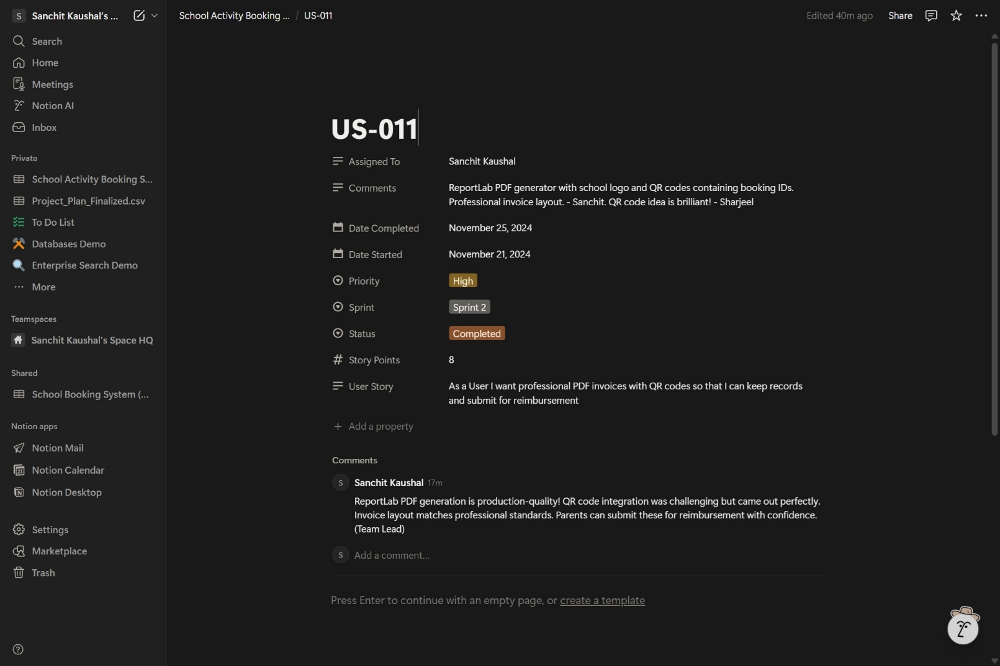 S Sanchit Kaushal's ...
School Activity Booking ... / US-011
Edited 40m ago
Share
Search
Home
Meetings
Notion AI
Inbox
Private
School Activity Booking S...
Project_Plan_Finalized.csv
To Do List
Databases Demo
Enterprise Search Demo
More
Teamspaces
Sanchit Kaushal's Space HQ
Shared
School Booking System (...
Notion apps
Notion Mail
Notion Calendar
Notion Desktop
Settings
Marketplace
Trash
US-011
Assigned To Sanchit Kaushal
Comments ReportLab PDF generator with school logo and QR codes containing booking IDs.
Professional invoice layout. - Sanchit. QR code idea is brilliant! - Sharjeel
Date Completed November 25, 2024
Date Started November 21, 2024
Priority High
Sprint Sprint 2
Status Completed
Story Points 8
User Story As a User I want professional PDF invoices with QR codes so that I can keep records
and submit for reimbursement
+ Add a property
Comments
S Sanchit Kaushal 17m
ReportLab PDF generation is production-quality! QR code integration was challenging but came out perfectly.
Invoice layout matches professional standards. Parents can submit these for reimbursement with confidence.
(Team Lead)
S Add a comment...
Press Enter to continue with an empty page, or create a template